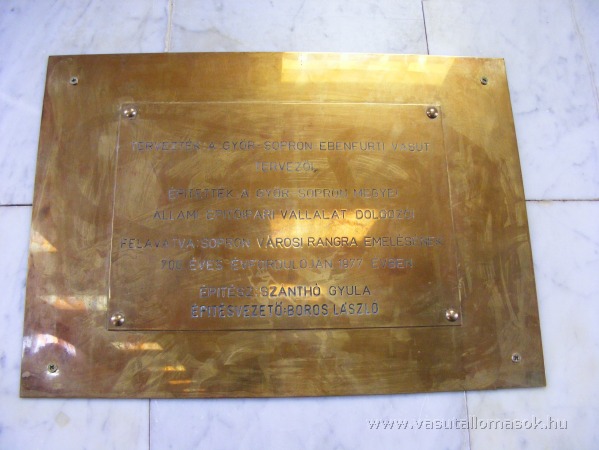 TERVEZTÉK A GYŐR SOPRON EBENFURTI VASÚT
TERVEZŐI,
ÉPÍTETTÉK A GYŐR SOPRON MEGYEI
ÁLLAMI ÉPÍTŐIPARI VÁLLALAT DOLGOZÓI
FELAVATVA SOPRON VÁROSI RANGRA EMELÉSÉNEK
700 ÉVES ÉVFORDULÓJÁN 1977 ÉVBEN
ÉPÍTÉSZ SZANTHÓ GYULA
ÉPÍTÉSVEZETŐ-BOROS LÁSZLÓ
www.vasutallomasok.hu